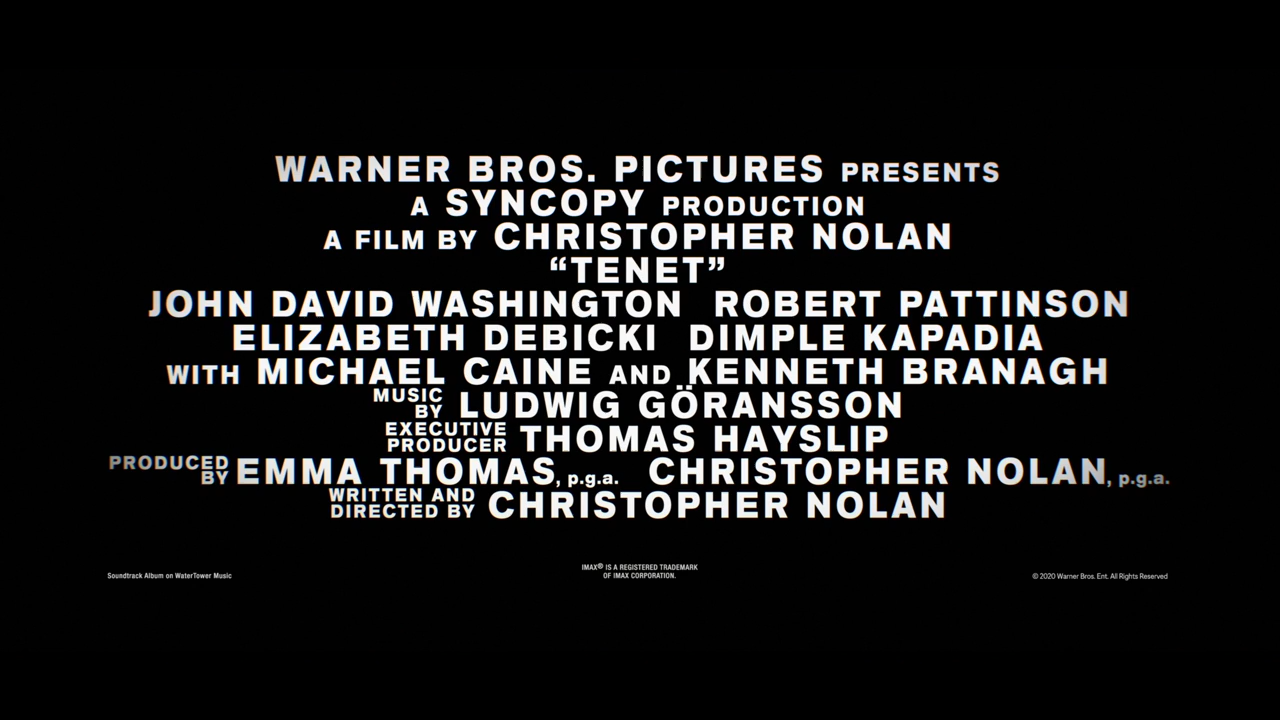 WARNER BROS. PICTURES PRESENTS
A SYNCOPY PRODUCTION
A FILM BY CHRISTOPHER NOLAN
“TENET”
JOHN DAVID WASHINGTON ROBERT PATTINSON
ELIZABETH DEBICKI DIMPLE KAPADIA
WITH MICHAEL CAINE AND KENNETH BRANAGH
MUSIC BY LUDWIG GÖRANSSON
EXECUTIVE PRODUCER THOMAS HAYSLIP
PRODUCED BY EMMA THOMAS, p.g.a. CHRISTOPHER NOLAN, p.g.a.
WRITTEN AND DIRECTED BY CHRISTOPHER NOLAN
Soundtrack Album on WaterTower Music
IMAX® IS A REGISTERED TRADEMARK
OF IMAX CORPORATION.
© 2020 Warner Bros. Ent. All Rights Reserved